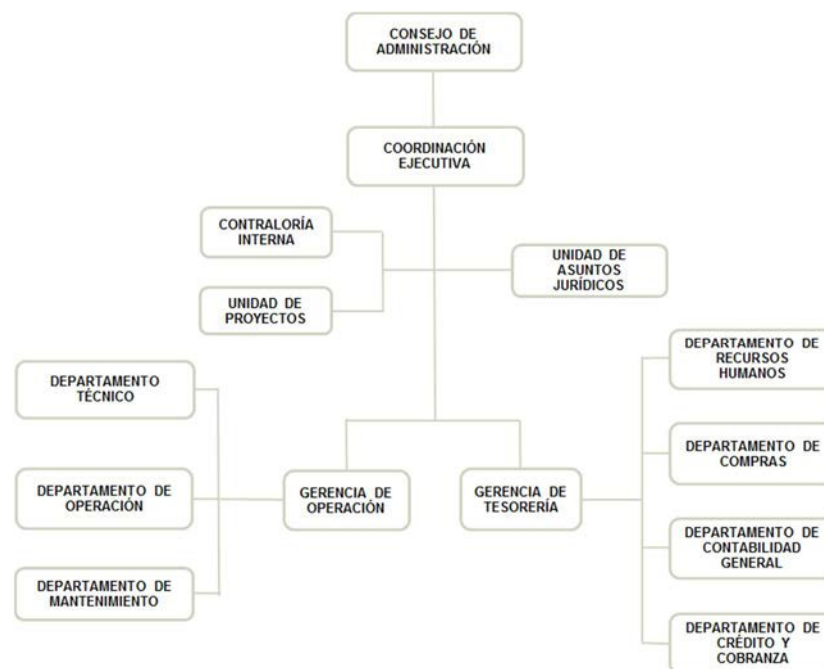 CONSEJO DE
ADMINISTRACIÓN
COORDINACIÓN
EJECUTIVA
CONTRALORÍA
INTERNA
UNIDAD DE
ASUNTOS
JURÍDICOS
UNIDAD DE
PROYECTOS
DEPARTAMENTO
TÉCNICO
DEPARTAMENTO DE
OPERACIÓN
DEPARTAMENTO DE
MANTENIMIENTO
GERENCIA DE
OPERACIÓN
GERENCIA DE
TESORERÍA
DEPARTAMENTO DE
RECURSOS
HUMANOS
DEPARTAMENTO DE
COMPRAS
DEPARTAMENTO DE
CONTABILIDAD
GENERAL
DEPARTAMENTO DE
CRÉDITO Y
COBRANZA